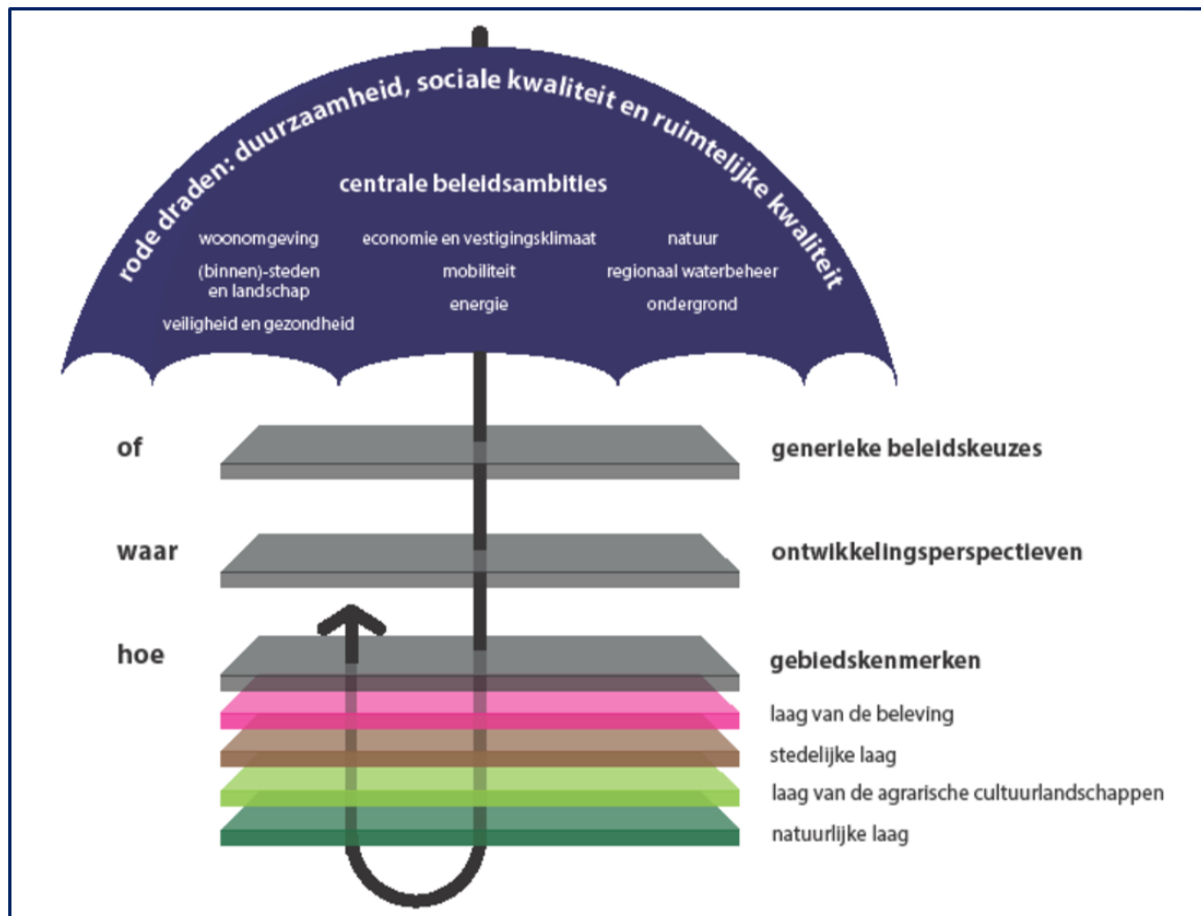 rode draden: duurzaamheid, sociale kwaliteit en ruimtelijke kwaliteit
centrale beleidsambities
woonomgeving
(binnen)-steden
en landschap
veiligheid en gezondheid
economie en vestigingsklimaat
mobiliteit
energie
natuur
regionaal waterbeheer
ondergrond
of
generieke beleidskeuzes
waar
ontwikkelingsperspectieven
hoe
gebiedskenmerken
laag van de beleving
stedelijke laag
laag van de agrarische cultuurlandschappen
natuurlijke laag